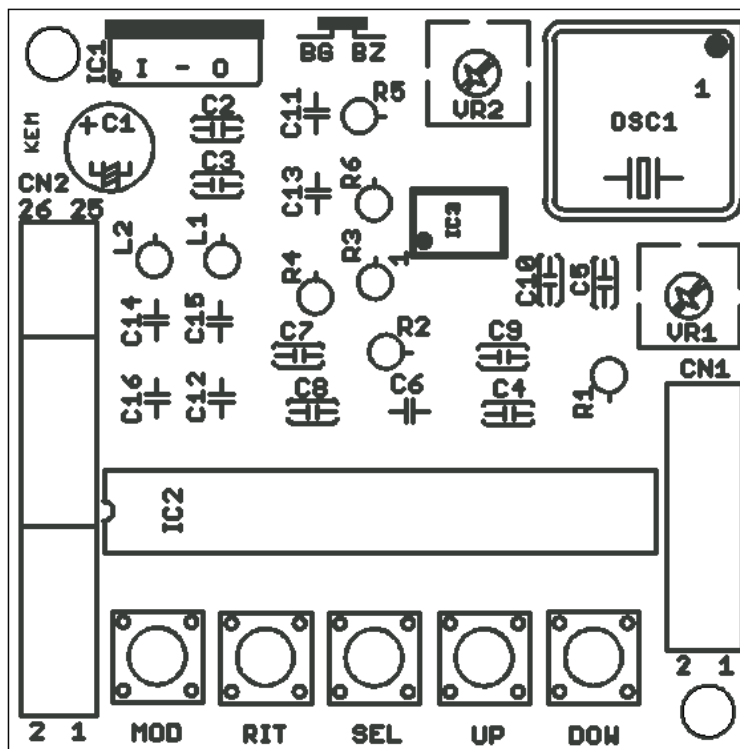 IC1
I - O
BG BZ
VR2
1
OSC1
KEM
+ C1
C2
C11
R5
C3
C13
R6
IC3
1
CN2
26 25
L2
L1
R4
R3
C10
C5
VR1
C14
C15
C7
R2
C9
CN1
C16
C12
C8
C6
C4
R1
IC2
2 1
2 1
MOD RIT SEL UP DOW